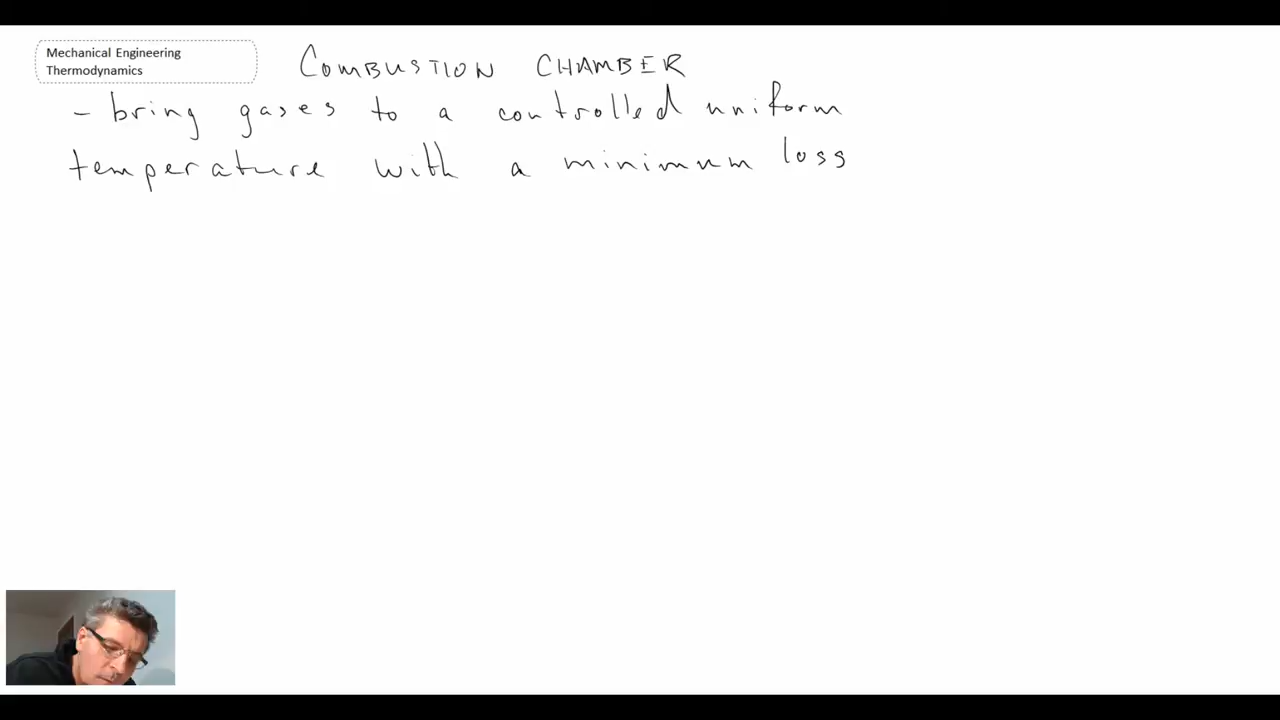 Mechanical Engineering
Thermodynamics
COMBUSTION CHAMBER
- bring gases to a controlled uniform
temperature with a minimum loss